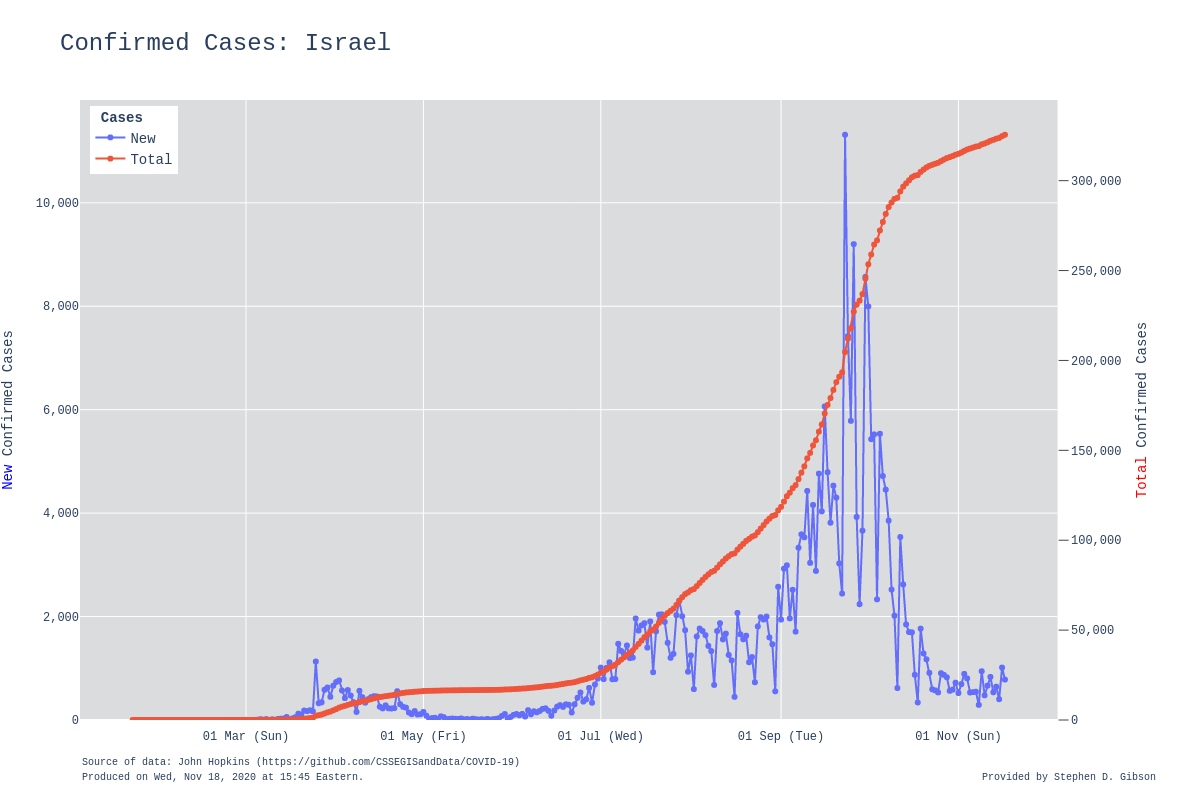 Confirmed Cases: Israel
Cases
New
Total
10,000
8,000
6,000
4,000
2,000
0
New Confirmed Cases
300,000
250,000
200,000
150,000
100,000
50,000
0
Total Confirmed Cases
01 Mar (Sun)
01 May (Fri)
01 Jul (Wed)
01 Sep (Tue)
01 Nov (Sun)
Source of data: John Hopkins (https://github.com/CSSEGISandData/COVID-19)
Produced on Wed, Nov 18, 2020 at 15:45 Eastern.
Provided by Stephen D. Gibson